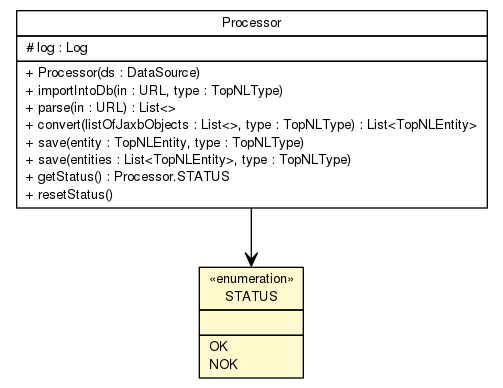 Processor
# log : Log
+ Processor(ds : DataSource)
+ importIntoDb(in : URL, type : TopNLType)
+ parse(in : URL) : List<>
+ convert(listOfJaxbObjects : List<>, type : TopNLType) : List<TopNLEntity>
+ save(entity : TopNLEntity, type : TopNLType)
+ save(entities : List<TopNLEntity>, type : TopNLType)
+ getStatus() : Processor.STATUS
+ resetStatus()
«enumeration»
STATUS
OK
NOK